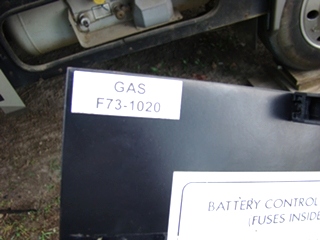 GAS
F73-1020
BATTERY CONTROL
(FUSES INSIDE